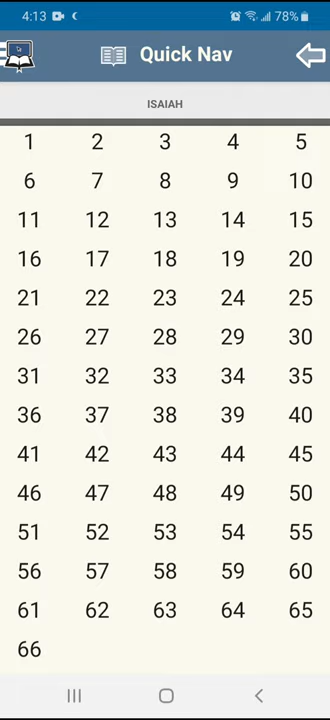 4:13 78%
Quick Nav
ISAIAH
1 2 3 4 5
6 7 8 9 10
11 12 13 14 15
16 17 18 19 20
21 22 23 24 25
26 27 28 29 30
31 32 33 34 35
36 37 38 39 40
41 42 43 44 45
46 47 48 49 50
51 52 53 54 55
56 57 58 59 60
61 62 63 64 65
66